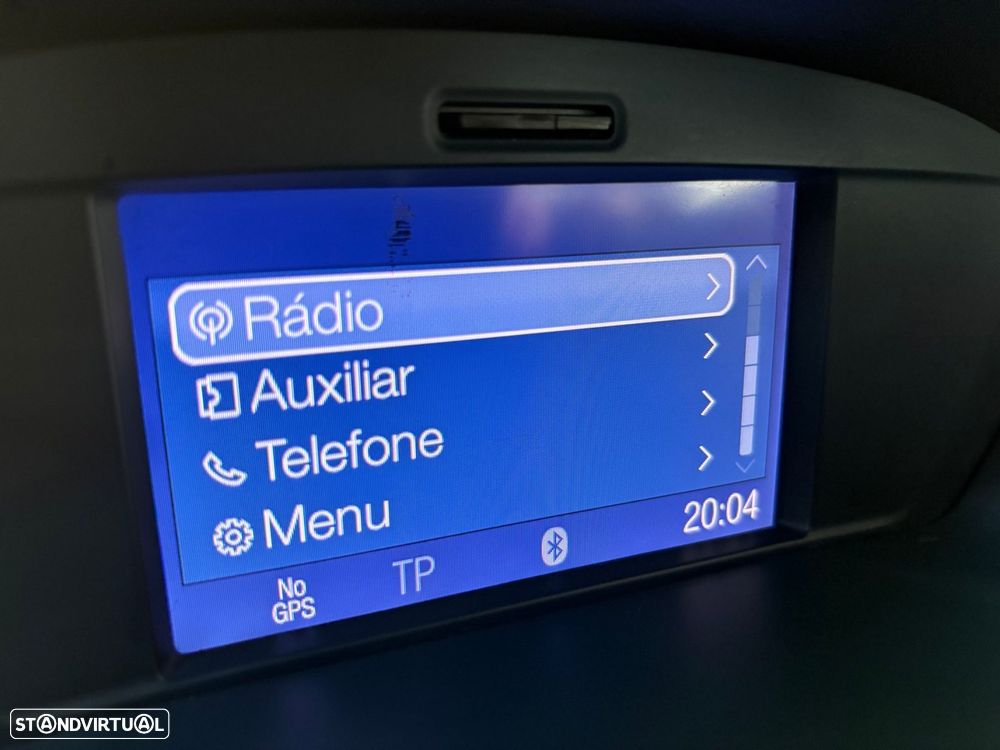 Rádio
Auxiliar
Telefone
Menu
No
GPS
TP
20:04
STANDVIRTUAL